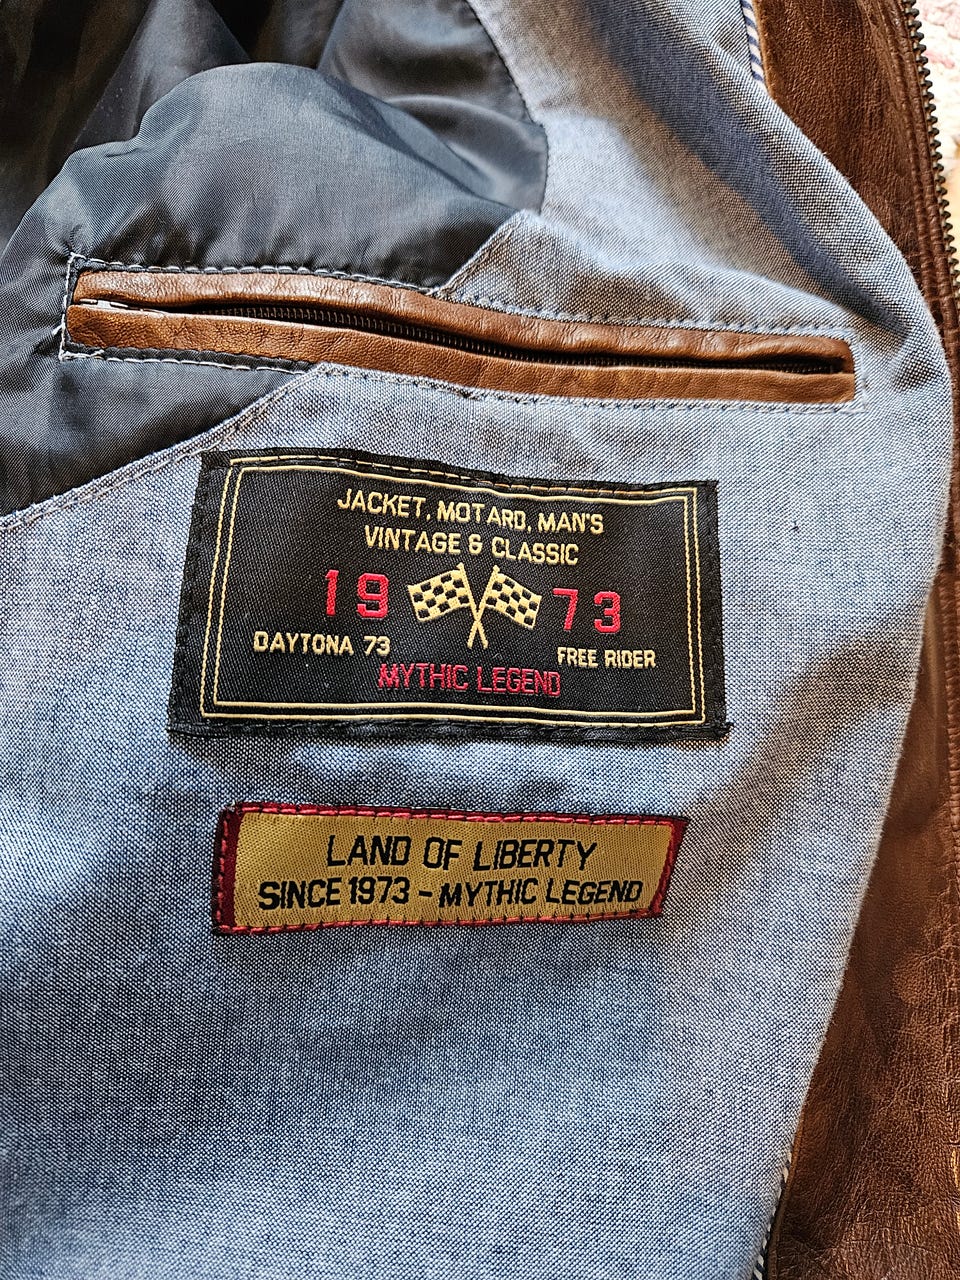 JACKET, MOTARD, MAN'S
VINTAGE & CLASSIC
19 73
DAYTONA 73 FREE RIDER
MYTHIC LEGEND
LAND OF LIBERTY
SINCE 1973 - MYTHIC LEGEND